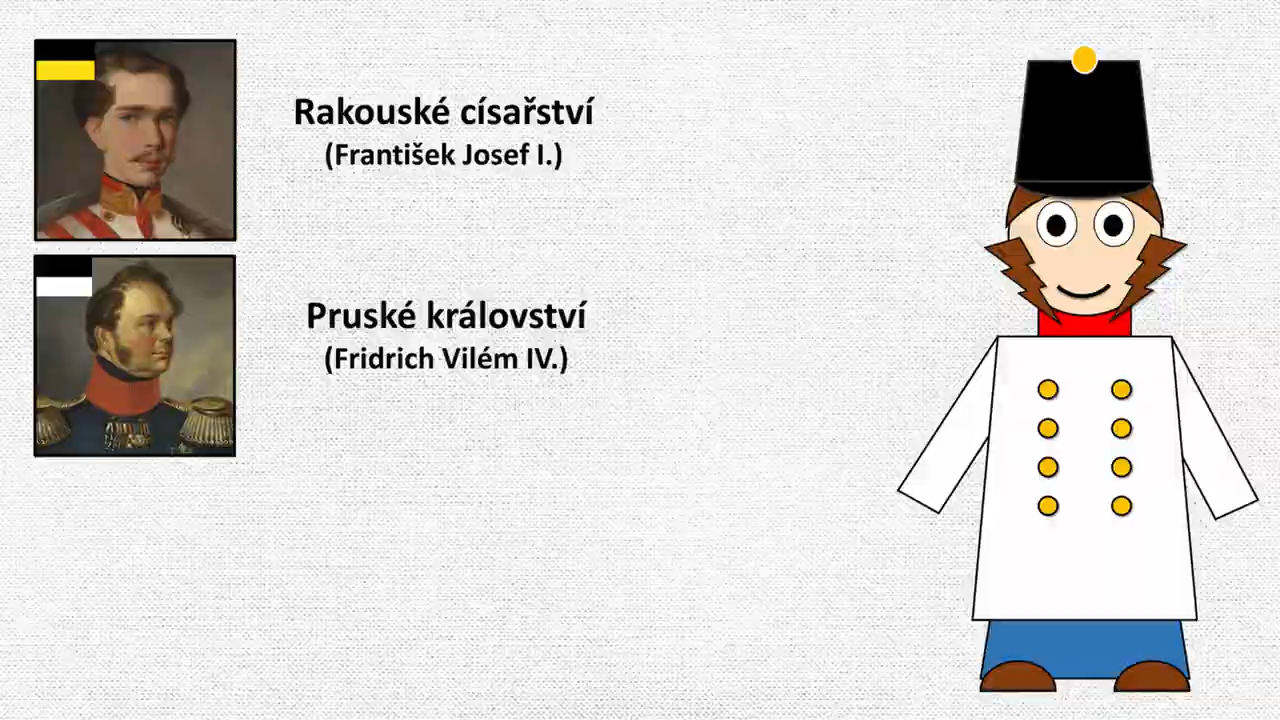 Rakouské císařství
(František Josef I.)
Pruské království
(Fridrich Vilém IV.)